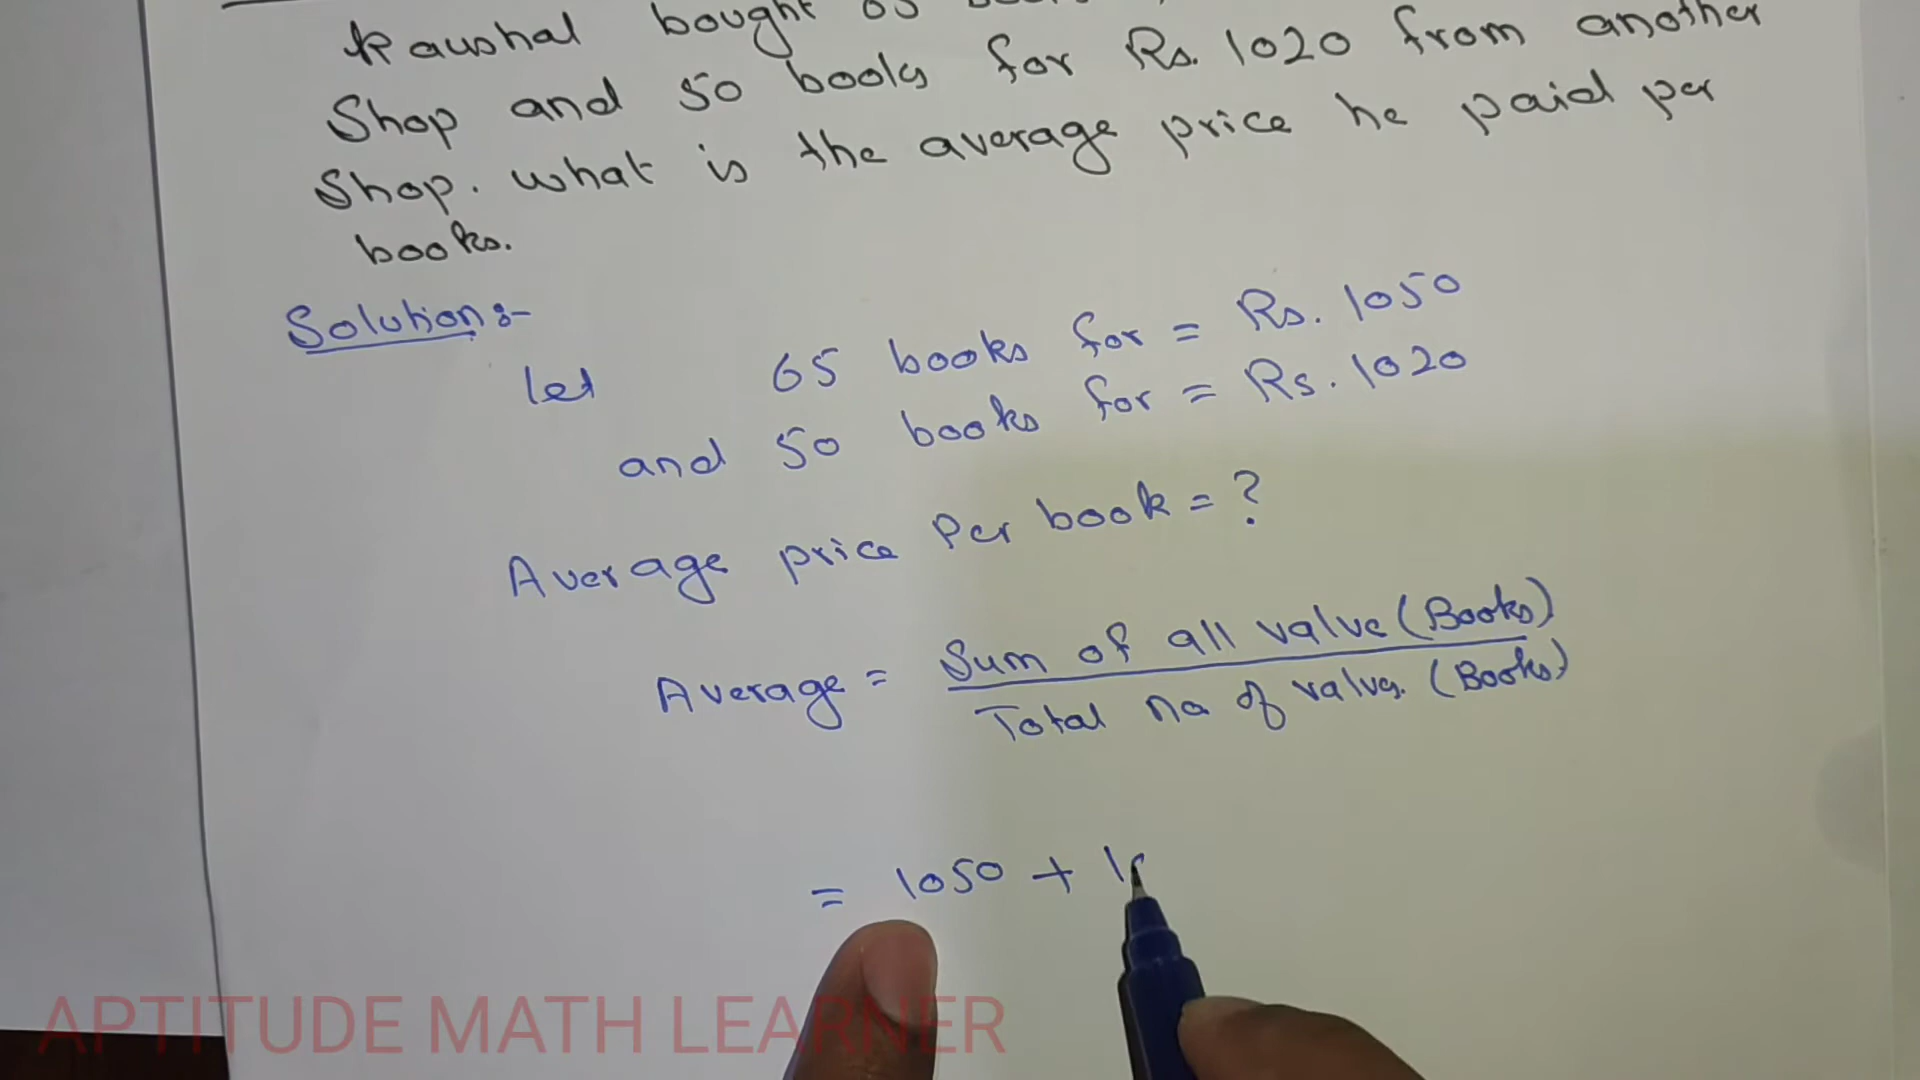 Kaushal bought 65
Shop and 50 books for Rs. 1020 from another
Shop. what is the average price he paid per
books.
Solution:-
let 65 books for = Rs. 1050
and 50 books for = Rs. 1020
Average price Per book = ?
Average = Sum of all value (Books)
Total no of value. (Books)
= 1050 + 1
APTITUDE MATH LEARNER